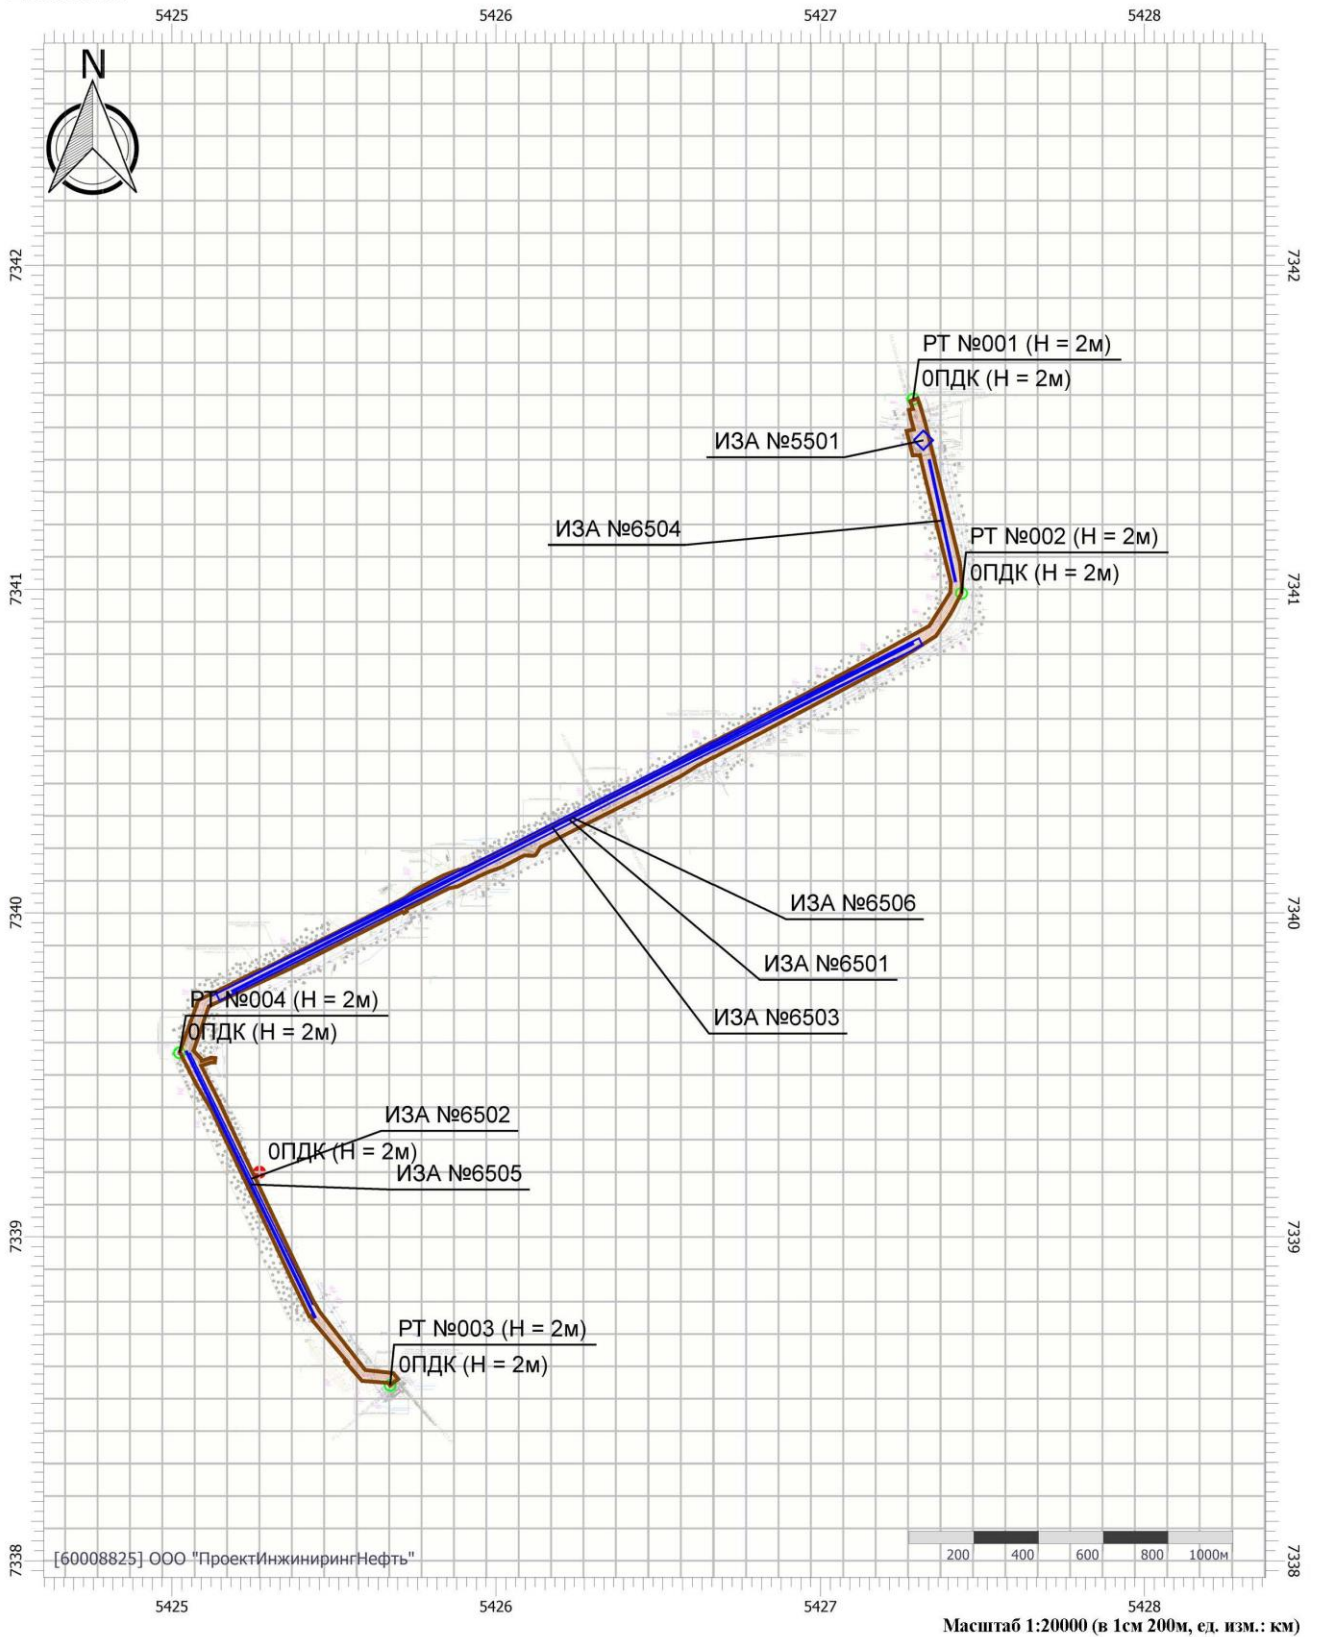 5425 5426 5427 5428
N
7342 7342
РТ №001 (Н = 2м)
0ПДК (Н = 2м)
ИЗА №5501
ИЗА №6504
РТ №002 (Н = 2м)
0ПДК (Н = 2м)
7341 7341
ИЗА №6506
7340 7340
ИЗА №6501
РТ №004 (Н = 2м)
ИЗА №6503
0ПДК (Н = 2м)
ИЗА №6502
0ПДК (Н = 2м)
ИЗА №6505
7339 7339
РТ №003 (Н = 2м)
0ПДК (Н = 2м)
[60008825] ООО "ПроектИнжинирингНефть"
200 400 600 800 1000м
7338 7338
5425 5426 5427 5428
Масштаб 1:20000 (в 1см 200м, ед. изм.: км)